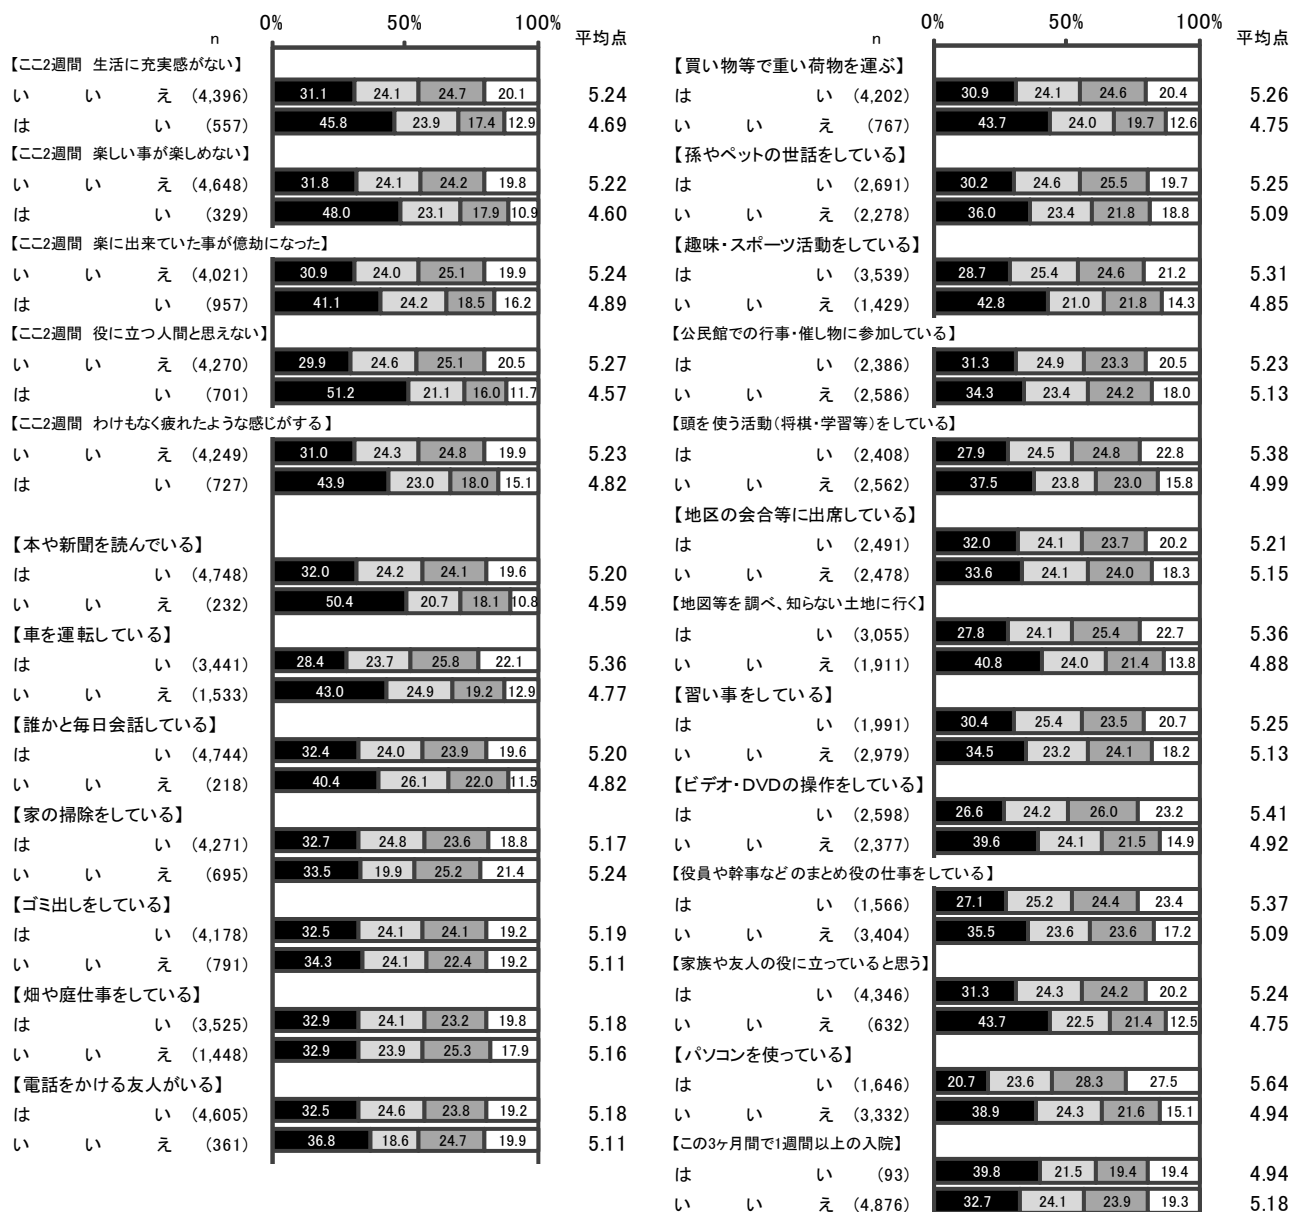 0% 50% 100%
n 平均点
【ここ2週間 生活に充実感がない】
いいえ (4,396) 31.1 24.1 24.7 20.1 5.24
はい (557) 45.8 23.9 17.4 12.9 4.69
【ここ2週間 楽しい事が楽しめない】
いいえ (4,648) 31.8 24.1 24.2 19.8 5.22
はい (329) 48.0 23.1 17.9 10.9 4.60
【ここ2週間 楽に出来ていた事が億劫になった】
いいえ (4,021) 30.9 24.0 25.1 19.9 5.24
はい (957) 41.1 24.2 18.5 16.2 4.89
【ここ2週間 役に立つ人間と思えない】
いいえ (4,270) 29.9 24.6 25.1 20.5 5.27
はい (701) 51.2 21.1 16.0 11.7 4.57
【ここ2週間 わけもなく疲れたような感じがする】
いいえ (4,249) 31.0 24.3 24.8 19.9 5.23
はい (727) 43.9 23.0 18.0 15.1 4.82
【本や新聞を読んでいる】
はい (4,748) 32.0 24.2 24.1 19.6 5.20
いいえ (232) 50.4 20.7 18.1 10.8 4.59
【車を運転している】
はい (3,441) 28.4 23.7 25.8 22.1 5.36
いいえ (1,533) 43.0 24.9 19.2 12.9 4.77
【誰かと毎日会話している】
はい (4,744) 32.4 24.0 23.9 19.6 5.20
いいえ (218) 40.4 26.1 22.0 11.5 4.82
【家の掃除をしている】
はい (4,271) 32.7 24.8 23.6 18.8 5.17
いいえ (695) 33.5 19.9 25.2 21.4 5.24
【ゴミ出しをしている】
はい (4,178) 32.5 24.1 24.1 19.2 5.19
いいえ (791) 34.3 24.1 22.4 19.2 5.11
【畑や庭仕事をしている】
はい (3,525) 32.9 24.1 23.2 19.8 5.18
いいえ (1,448) 32.9 23.9 25.3 17.9 5.16
【電話をかける友人がいる】
はい (4,605) 32.5 24.6 23.8 19.2 5.18
いいえ (361) 36.8 18.6 24.7 19.9 5.11
0% 50% 100%
n 平均点
【買い物等で重い荷物を運ぶ】
はい (4,202) 30.9 24.1 24.6 20.4 5.26
いいえ (767) 43.7 24.0 19.7 12.6 4.75
【孫やペットの世話をしている】
はい (2,691) 30.2 24.6 25.5 19.7 5.25
いいえ (2,278) 36.0 23.4 21.8 18.8 5.09
【趣味・スポーツ活動をしている】
はい (3,539) 28.7 25.4 24.6 21.2 5.31
いいえ (1,429) 42.8 21.0 21.8 14.3 4.85
【公民館での行事・催し物に参加している】
はい (2,386) 31.3 24.9 23.3 20.5 5.23
いいえ (2,586) 34.3 23.4 24.2 18.0 5.13
【頭を使う活動(将棋・学習等)をしている】
はい (2,408) 27.9 24.5 24.8 22.8 5.38
いいえ (2,562) 37.5 23.8 23.0 15.8 4.99
【地区の会合等に出席している】
はい (2,491) 32.0 24.1 23.7 20.2 5.21
いいえ (2,478) 33.6 24.1 24.0 18.3 5.15
【地図等を調べ、知らない土地に行く】
はい (3,055) 27.8 24.1 25.4 22.7 5.36
いいえ (1,911) 40.8 24.0 21.4 13.8 4.88
【習い事をしている】
はい (1,991) 30.4 25.4 23.5 20.7 5.25
いいえ (2,979) 34.5 23.2 24.1 18.2 5.13
【ビデオ・DVDの操作をしている】
はい (2,598) 26.6 24.2 26.0 23.2 5.41
いいえ (2,377) 39.6 24.1 21.5 14.9 4.92
【役員や幹事などのまとめ役の仕事をしている】
はい (1,566) 27.1 25.2 24.4 23.4 5.37
いいえ (3,404) 35.5 23.6 23.6 17.2 5.09
【家族や友人の役に立っていると思う】
はい (4,346) 31.3 24.3 24.2 20.2 5.24
いいえ (632) 43.7 22.5 21.4 12.5 4.75
【パソコンを使っている】
はい (1,646) 20.7 23.6 28.3 27.5 5.64
いいえ (3,332) 38.9 24.3 21.6 15.1 4.94
【この3ヶ月間で1週間以上の入院】
はい (93) 39.8 21.5 19.4 19.4 4.94
いいえ (4,876) 32.7 24.1 23.9 19.3 5.18